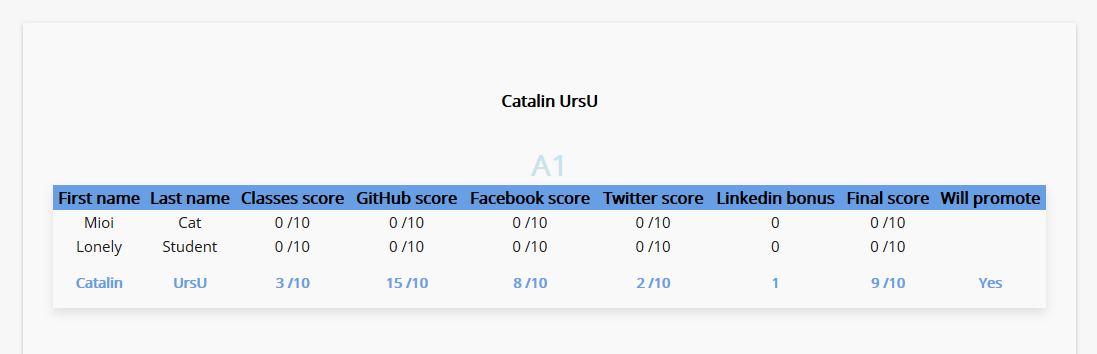 Catalin UrsU
A1
First name Last name Classes score GitHub score Facebook score Twitter score Linkedin bonus Final score Will promote
Mioi Cat 0 /10 0 /10 0 /10 0 /10 0 0 /10
Lonely Student 0 /10 0 /10 0 /10 0 /10 0 0 /10
Catalin UrsU 3 /10 15 /10 8 /10 2 /10 1 9 /10 Yes